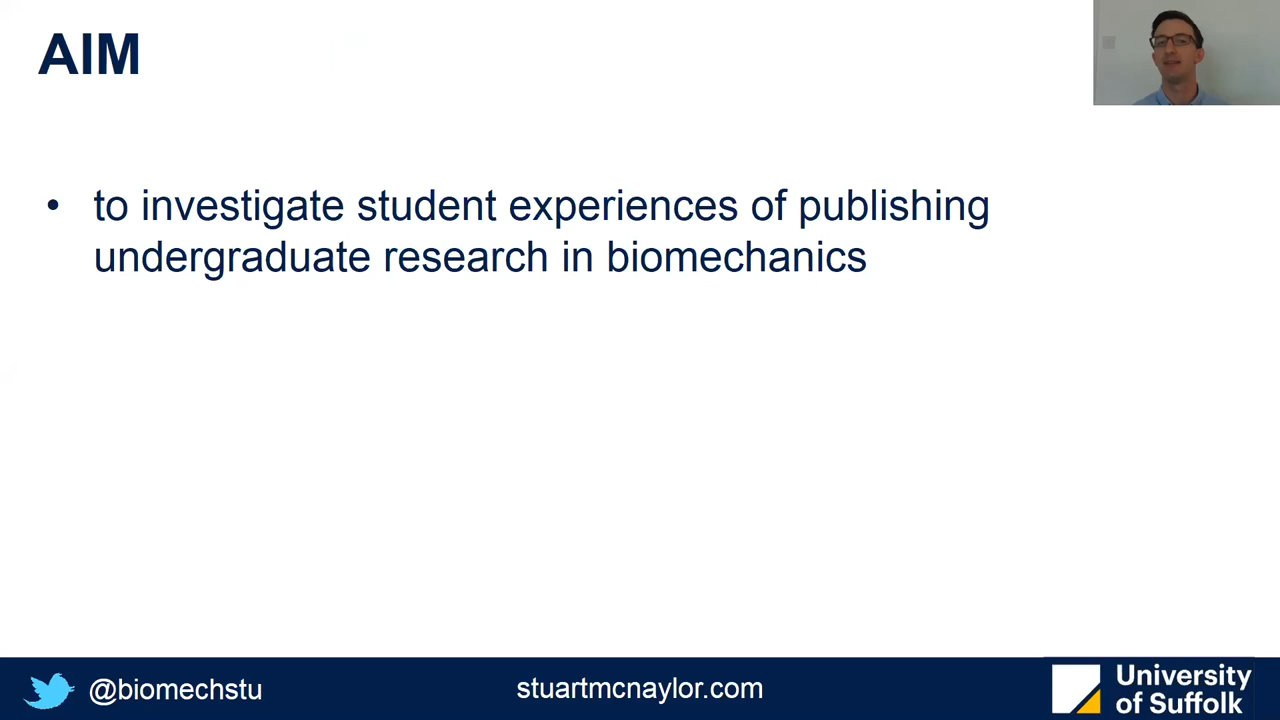 AIM
• to investigate student experiences of publishing
undergraduate research in biomechanics
@biomechstu
stuartmcnaylor.com
University
of Suffolk